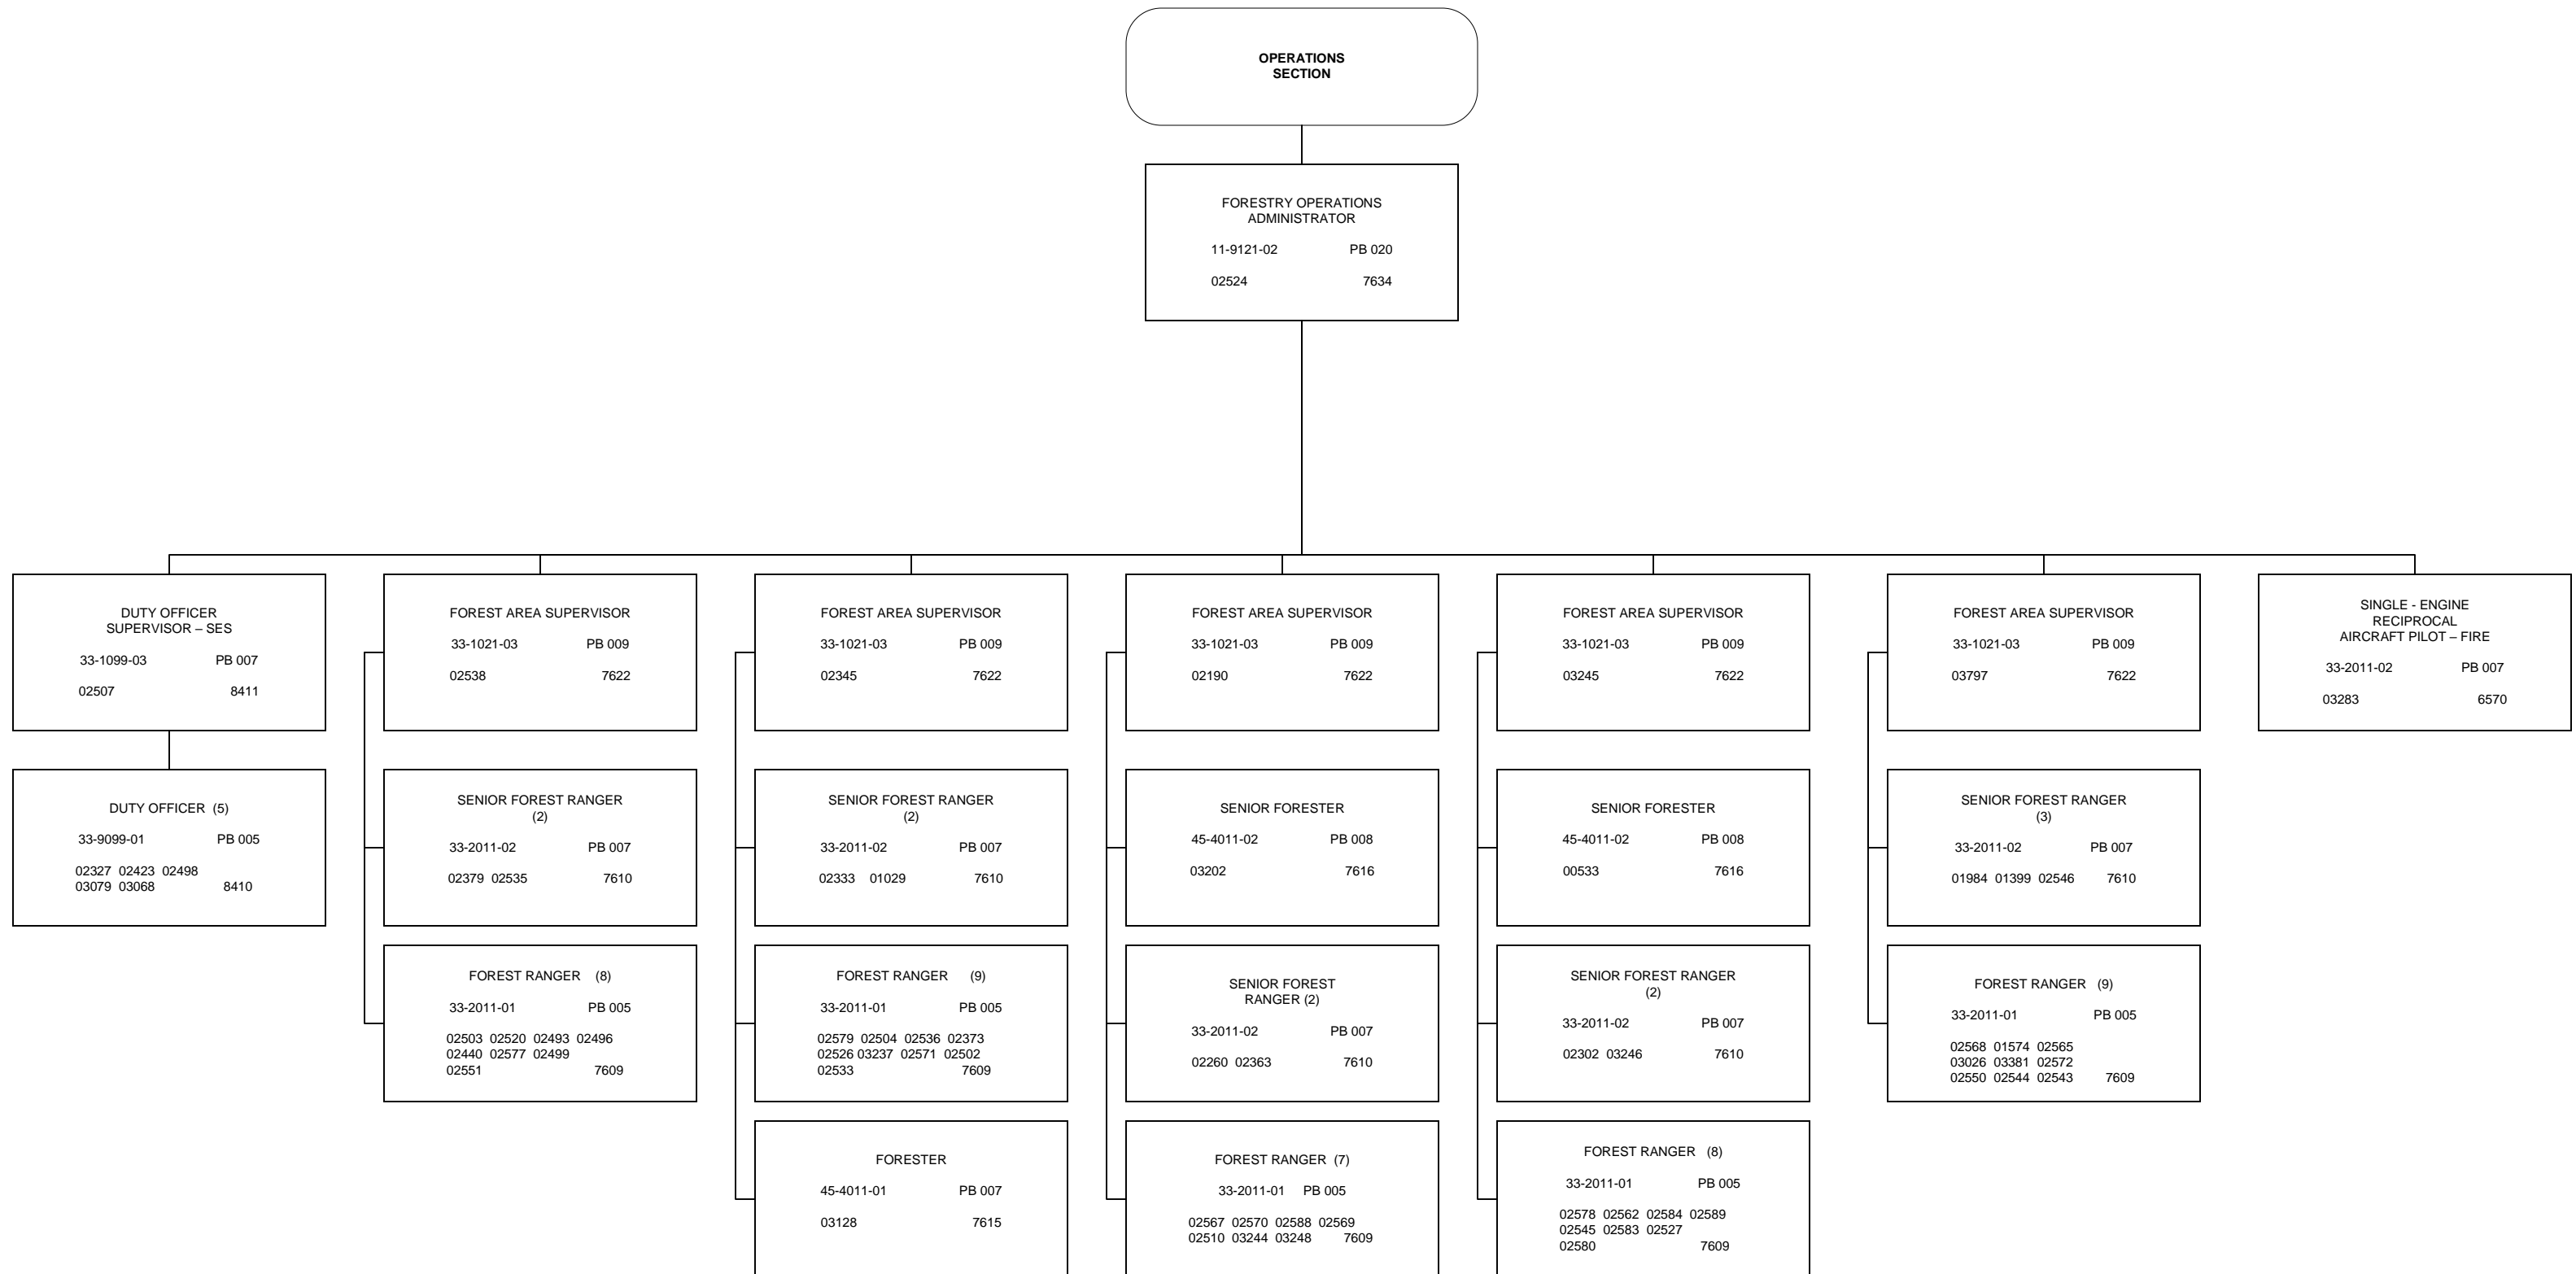 OPERATIONS
SECTION
FORESTRY OPERATIONS
ADMINISTRATOR
11-9121-02 PB 020
02524 7634
DUTY OFFICER
SUPERVISOR – SES
33-1099-03 PB 007
02507 8411
FOREST AREA SUPERVISOR
33-1021-03 PB 009
02538 7622
FOREST AREA SUPERVISOR
33-1021-03 PB 009
02345 7622
FOREST AREA SUPERVISOR
33-1021-03 PB 009
02190 7622
FOREST AREA SUPERVISOR
33-1021-03 PB 009
03245 7622
FOREST AREA SUPERVISOR
33-1021-03 PB 009
03797 7622
SINGLE - ENGINE
RECIPROCAL
AIRCRAFT PILOT – FIRE
33-2011-02 PB 007
03283 6570
DUTY OFFICER (5)
33-9099-01 PB 005
02327 02423 02498
03079 03068 8410
SENIOR FOREST RANGER
(2)
33-2011-02 PB 007
02379 02535 7610
SENIOR FOREST RANGER
(2)
33-2011-02 PB 007
02333 01029 7610
SENIOR FORESTER
45-4011-02 PB 008
03202 7616
SENIOR FORESTER
45-4011-02 PB 008
00533 7616
SENIOR FOREST RANGER
(3)
33-2011-02 PB 007
01984 01399 02546 7610
FOREST RANGER (8)
33-2011-01 PB 005
02503 02520 02493 02496
02440 02577 02499
02551 7609
FOREST RANGER (9)
33-2011-01 PB 005
02579 02504 02536 02373
02526 03237 02571 02502
02533 7609
SENIOR FOREST
RANGER (2)
33-2011-02 PB 007
02260 02363 7610
SENIOR FOREST RANGER
(2)
33-2011-02 PB 007
02302 03246 7610
FOREST RANGER (9)
33-2011-01 PB 005
02568 01574 02565
03026 03381 02572
02550 02544 02543 7609
FORESTER
45-4011-01 PB 007
03128 7615
FOREST RANGER (7)
33-2011-01 PB 005
02567 02570 02588 02569
02510 03244 03248 7609
FOREST RANGER (8)
33-2011-01 PB 005
02578 02562 02584 02589
02545 02583 02527
02580 7609